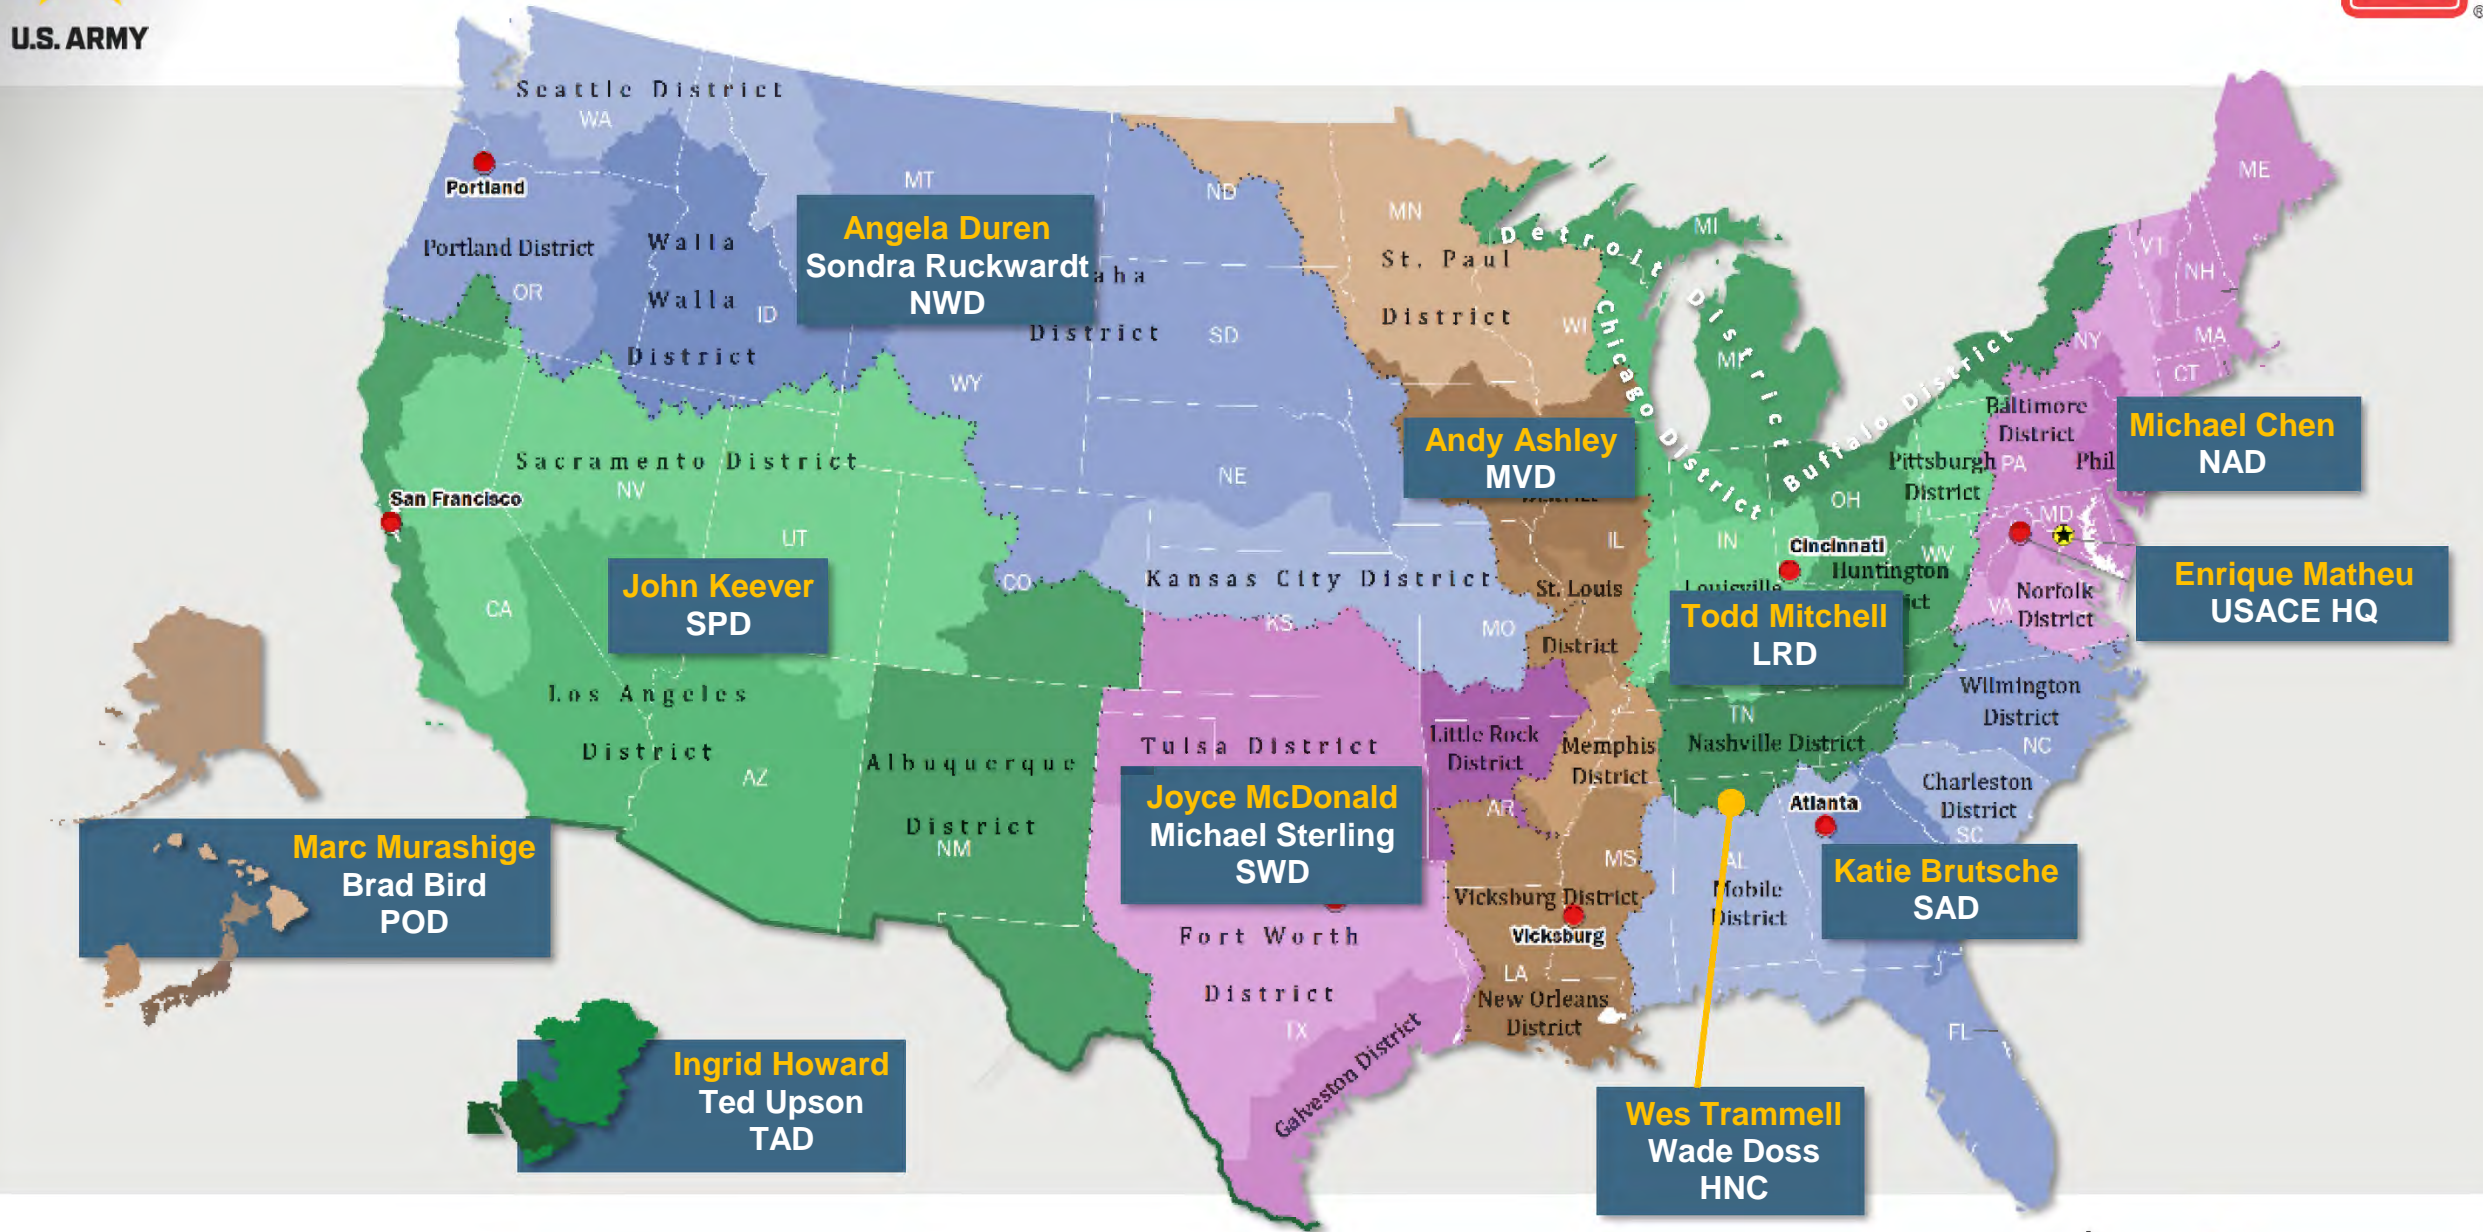 U.S. ARMY
®
Seattle District
WA
Portland
Portland District
OR
Walla
Walla
District
ID
MT
Angela Duren
Sondra Ruckwardt
NWD
aha
District
ND
SD
WY
NE
MN
St. Paul
District
WI
Detroit District
MI
MI
Chicago District
Buffalo District
ME
VT
NH
NY
MA
CT
Baltimore
District
Phil
Pittsburgh
District
PA
Michael Chen
NAD
MD
Enrique Matheu
USACE HQ
Andy Ashley
MVD
District
IL
IN
OH
WV
Cincinnati
Huntington
ict
Louisville
Todd Mitchell
LRD
Norfolk
District
VA
Sacramento District
NV
San Francisco
UT
CO
CA
John Keever
SPD
Los Angeles
District
AZ
Kansas City District
KS
MO
St. Louis
District
Albuquerque
District
NM
Tulsa District
Joyce McDonald
Michael Sterling
SWD
Little Rock
District
AR
Memphis
District
TN
Nashville District
Wilmington
District
NC
Charleston
District
SC
Atlanta
Katie Brutsche
SAD
AL
Mobile
District
MS
Vicksburg District
Vicksburg
LA
New Orleans
District
Fort Worth
District
TX
Galveston District
FL
Marc Murashige
Brad Bird
POD
Ingrid Howard
Ted Upson
TAD
Wes Trammell
Wade Doss
HNC